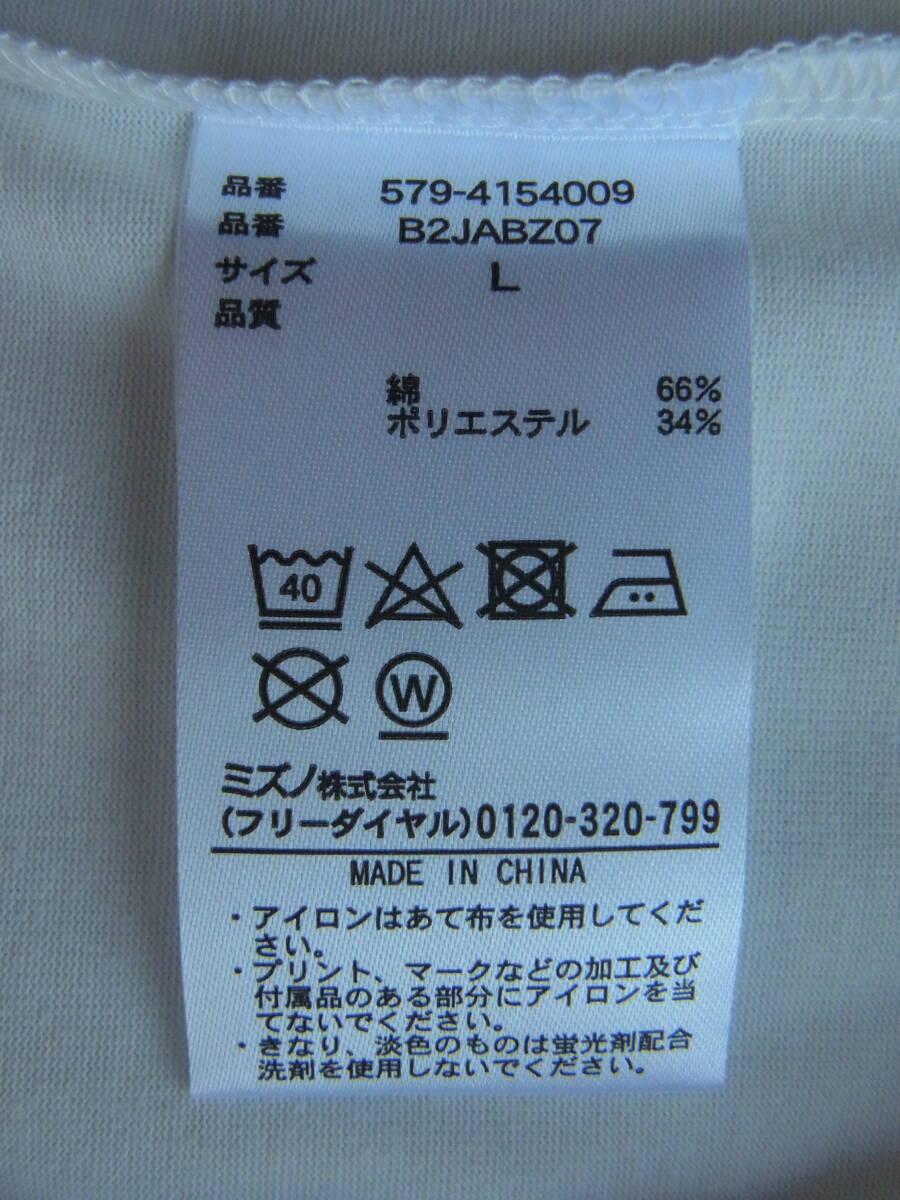 品番 579-4154009
品番 B2JABZ07
サイズ L
品質
綿 66%
ポリエステル 34%
40
W
ミズノ株式会社
(フリーダイヤル)0120-320-799
MADE IN CHINA
・アイロンはあて布を使用してくだ
さい。
・プリント、マークなどの加工及び
付属品のある部分にアイロンを当
てないでください。
・きなり、淡色のものは蛍光剤配合
洗剤を使用しないでください。